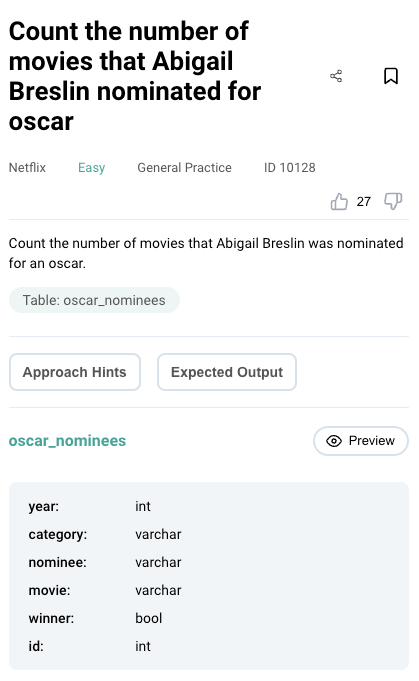 Count the number of
movies that Abigail
Breslin nominated for
oscar
Netflix Easy General Practice ID 10128
27
Count the number of movies that Abigail Breslin was nominated
for an oscar.
Table: oscar_nominees
Approach Hints Expected Output
oscar_nominees Preview
year: int
category: varchar
nominee: varchar
movie: varchar
winner: bool
id: int